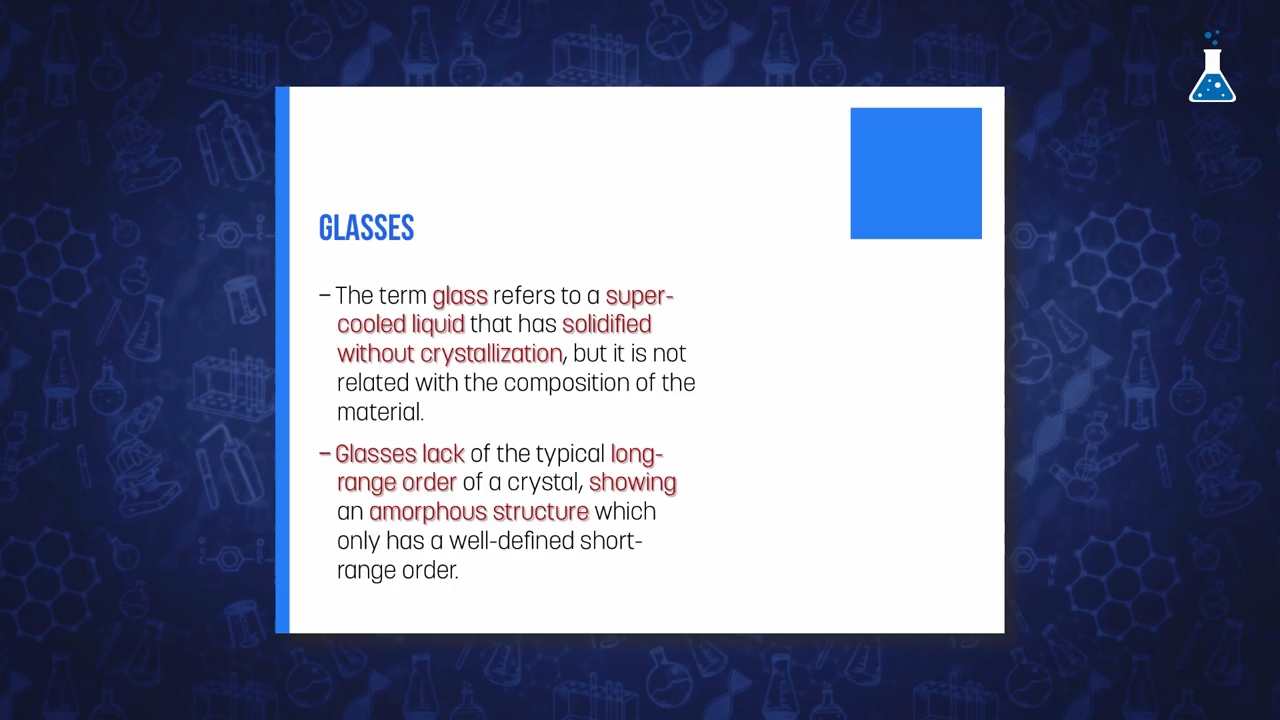 GLASSES
– The term glass refers to a super-
cooled liquid that has solidified
without crystallization, but it is not
related with the composition of the
material.
– Glasses lack of the typical long-
range order of a crystal, showing
an amorphous structure which
only has a well-defined short-
range order.